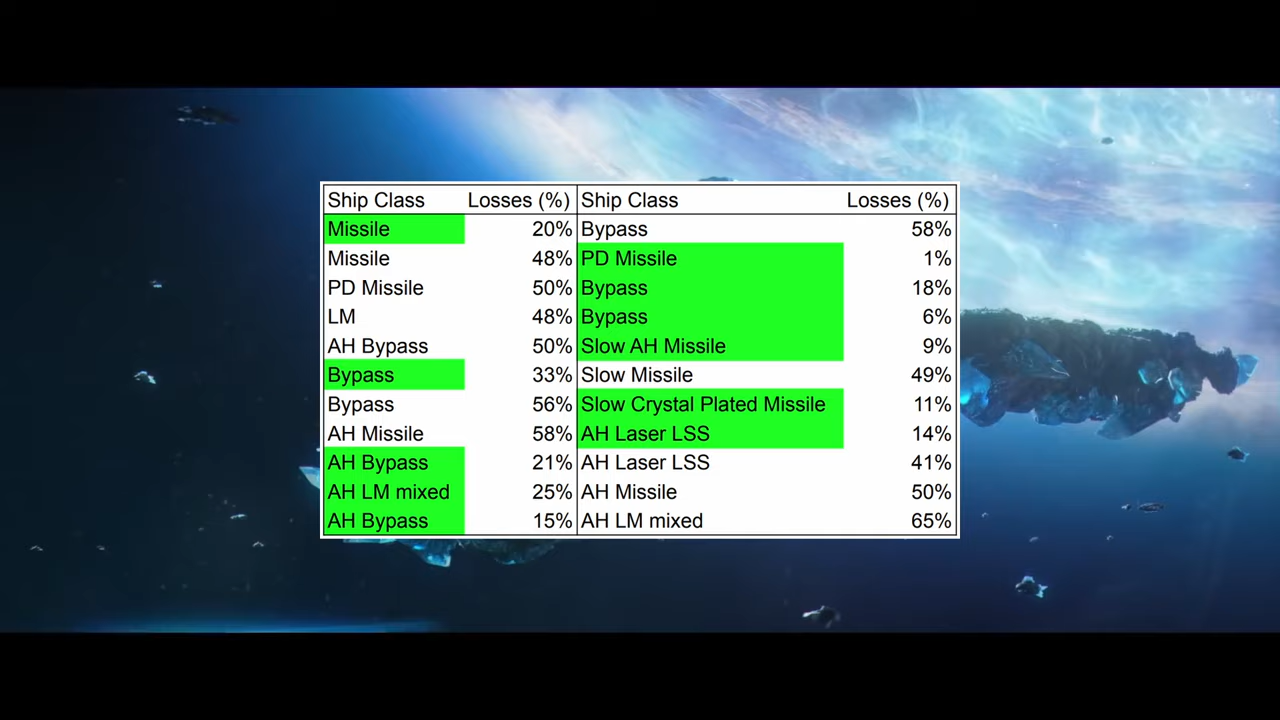 Ship Class Losses (%) Ship Class Losses (%)
Missile 20% Bypass 58%
Missile 48% PD Missile 1%
PD Missile 50% Bypass 18%
LM 48% Bypass 6%
AH Bypass 50% Slow AH Missile 9%
Bypass 33% Slow Missile 49%
Bypass 56% Slow Crystal Plated Missile 11%
AH Missile 58% AH Laser LSS 14%
AH Bypass 21% AH Laser LSS 41%
AH LM mixed 25% AH Missile 50%
AH Bypass 15% AH LM mixed 65%